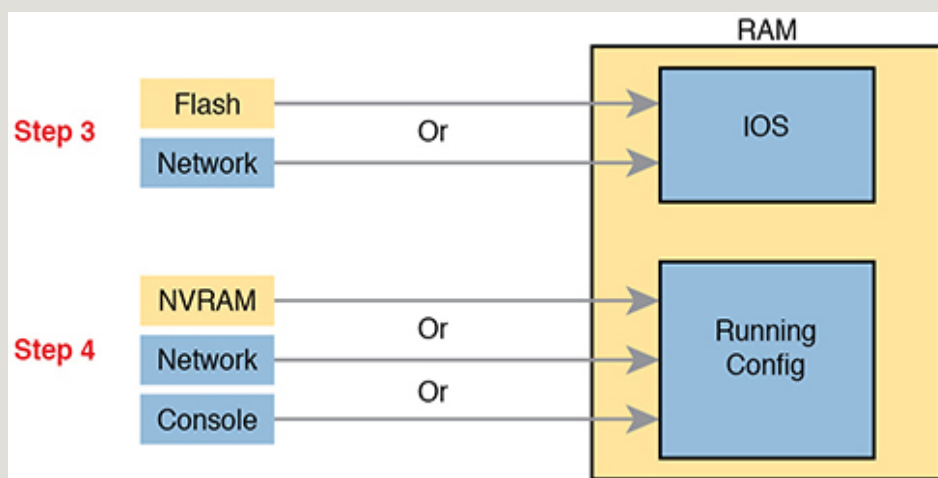 RAM
Step 3
Flash
Or
Network
IOS
Step 4
NVRAM
Or
Network
Or
Console
Running
Config